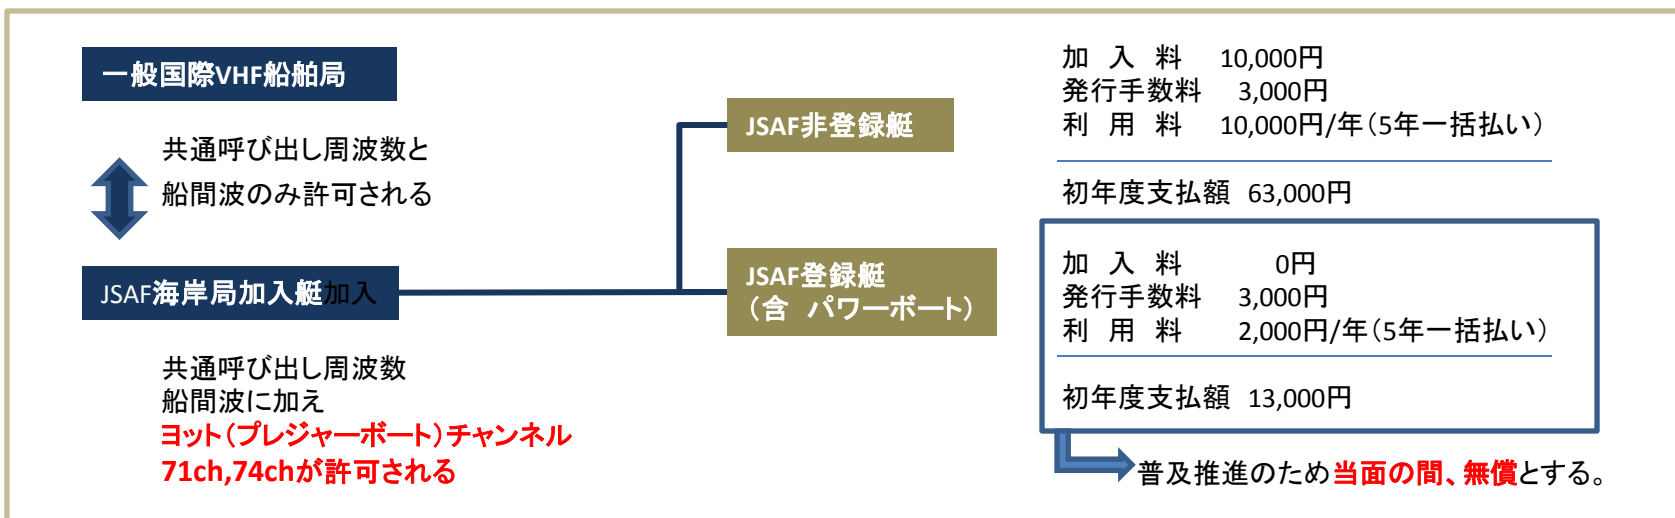 一般国際VHF船舶局
共通呼び出し周波数と
船間波のみ許可される
JSAF海岸局加入艇加入
共通呼び出し周波数
船間波に加え
ヨット（プレジャーボート）チャンネル
71ch,74chが許可される
JSAF非登録艇
JSAF登録艇
（含　パワーボート）
加　入　料　10,000円
発行手数料　3,000円
利　用　料　10,000円/年（5年一括払い）
初年度支払額 63,000円
加　入　料　0円
発行手数料　3,000円
利　用　料　2,000円/年（5年一括払い）
初年度支払額 13,000円
普及推進のため当面の間、無償とする。